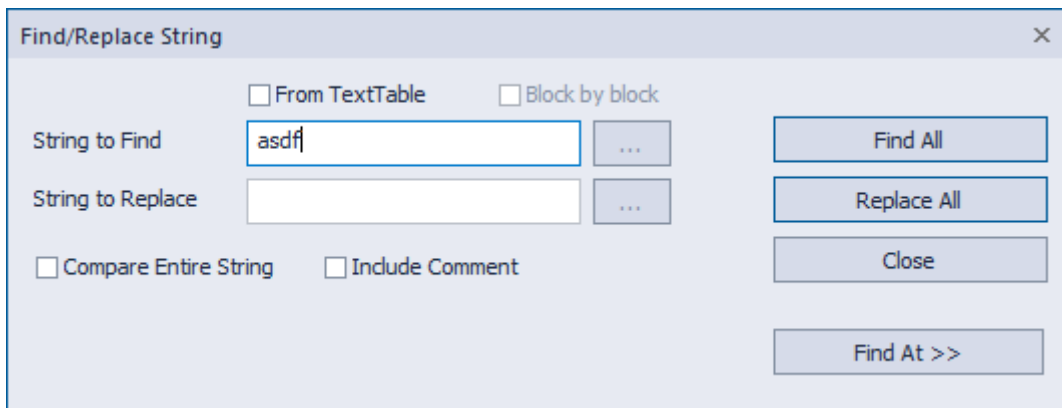 Find/Replace String
From TextTable Block by block
String to Find asdf ... Find All
String to Replace ... Replace All
Compare Entire String Include Comment Close
Find At >>